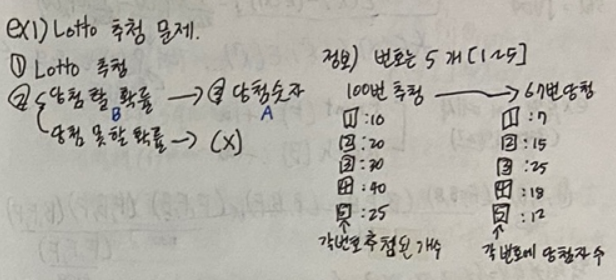 ex1) Lotto 추첨 문제.
① Lotto 추첨
② 당첨할 확률 → ③ 당첨숫자
B A
당첨 못할 확률 → (X)
정보) 번호는 5개 [1~5]
100번 추첨 → 67번 당첨
1 : 10 1 : 7
2 : 20 2 : 15
3 : 30 3 : 25
4 : 40 4 : 18
5 : 25 5 : 12
각 번호 추첨된 개수 각 번호에 당첨자 수